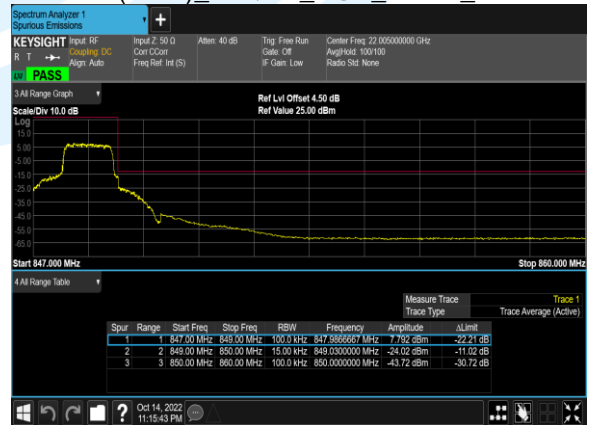 Spectrum Analyzer 1
Spurious Emissions
KEYSIGHT Input: RF Input Z: 50 Ω Atten: 40 dB Trig: Free Run Center Freq: 22.005000000 GHz
R T Coupling: DC Corr CCorr Gate: Off Avg|Hold: 100/100
Align: Auto Freq Ref: Int (S) IF Gain: Low Radio Std: None
PASS
3 All Range Graph
Ref Lvl Offset 4.50 dB
Scale/Div 10.0 dB Ref Value 25.00 dBm
Log
15.0
5.00
-5.00
-15.0
-25.0
-35.0
-45.0
-55.0
-65.0
Start 847.000 MHz Stop 860.000 MHz
4 All Range Table
Measure Trace Trace 1
Trace Type Trace Average (Active)
Spur Range Start Freq Stop Freq RBW Frequency Amplitude ΔLimit
1 1 847.00 MHz 849.00 MHz 100.0 kHz 847.9866667 MHz 7.792 dBm -22.21 dB
2 2 849.00 MHz 850.00 MHz 15.00 kHz 849.0300000 MHz -24.02 dBm -11.02 dB
3 3 850.00 MHz 860.00 MHz 100.0 kHz 850.0000000 MHz -43.72 dBm -30.72 dB
? Oct 14, 2022
11:15:43 PM